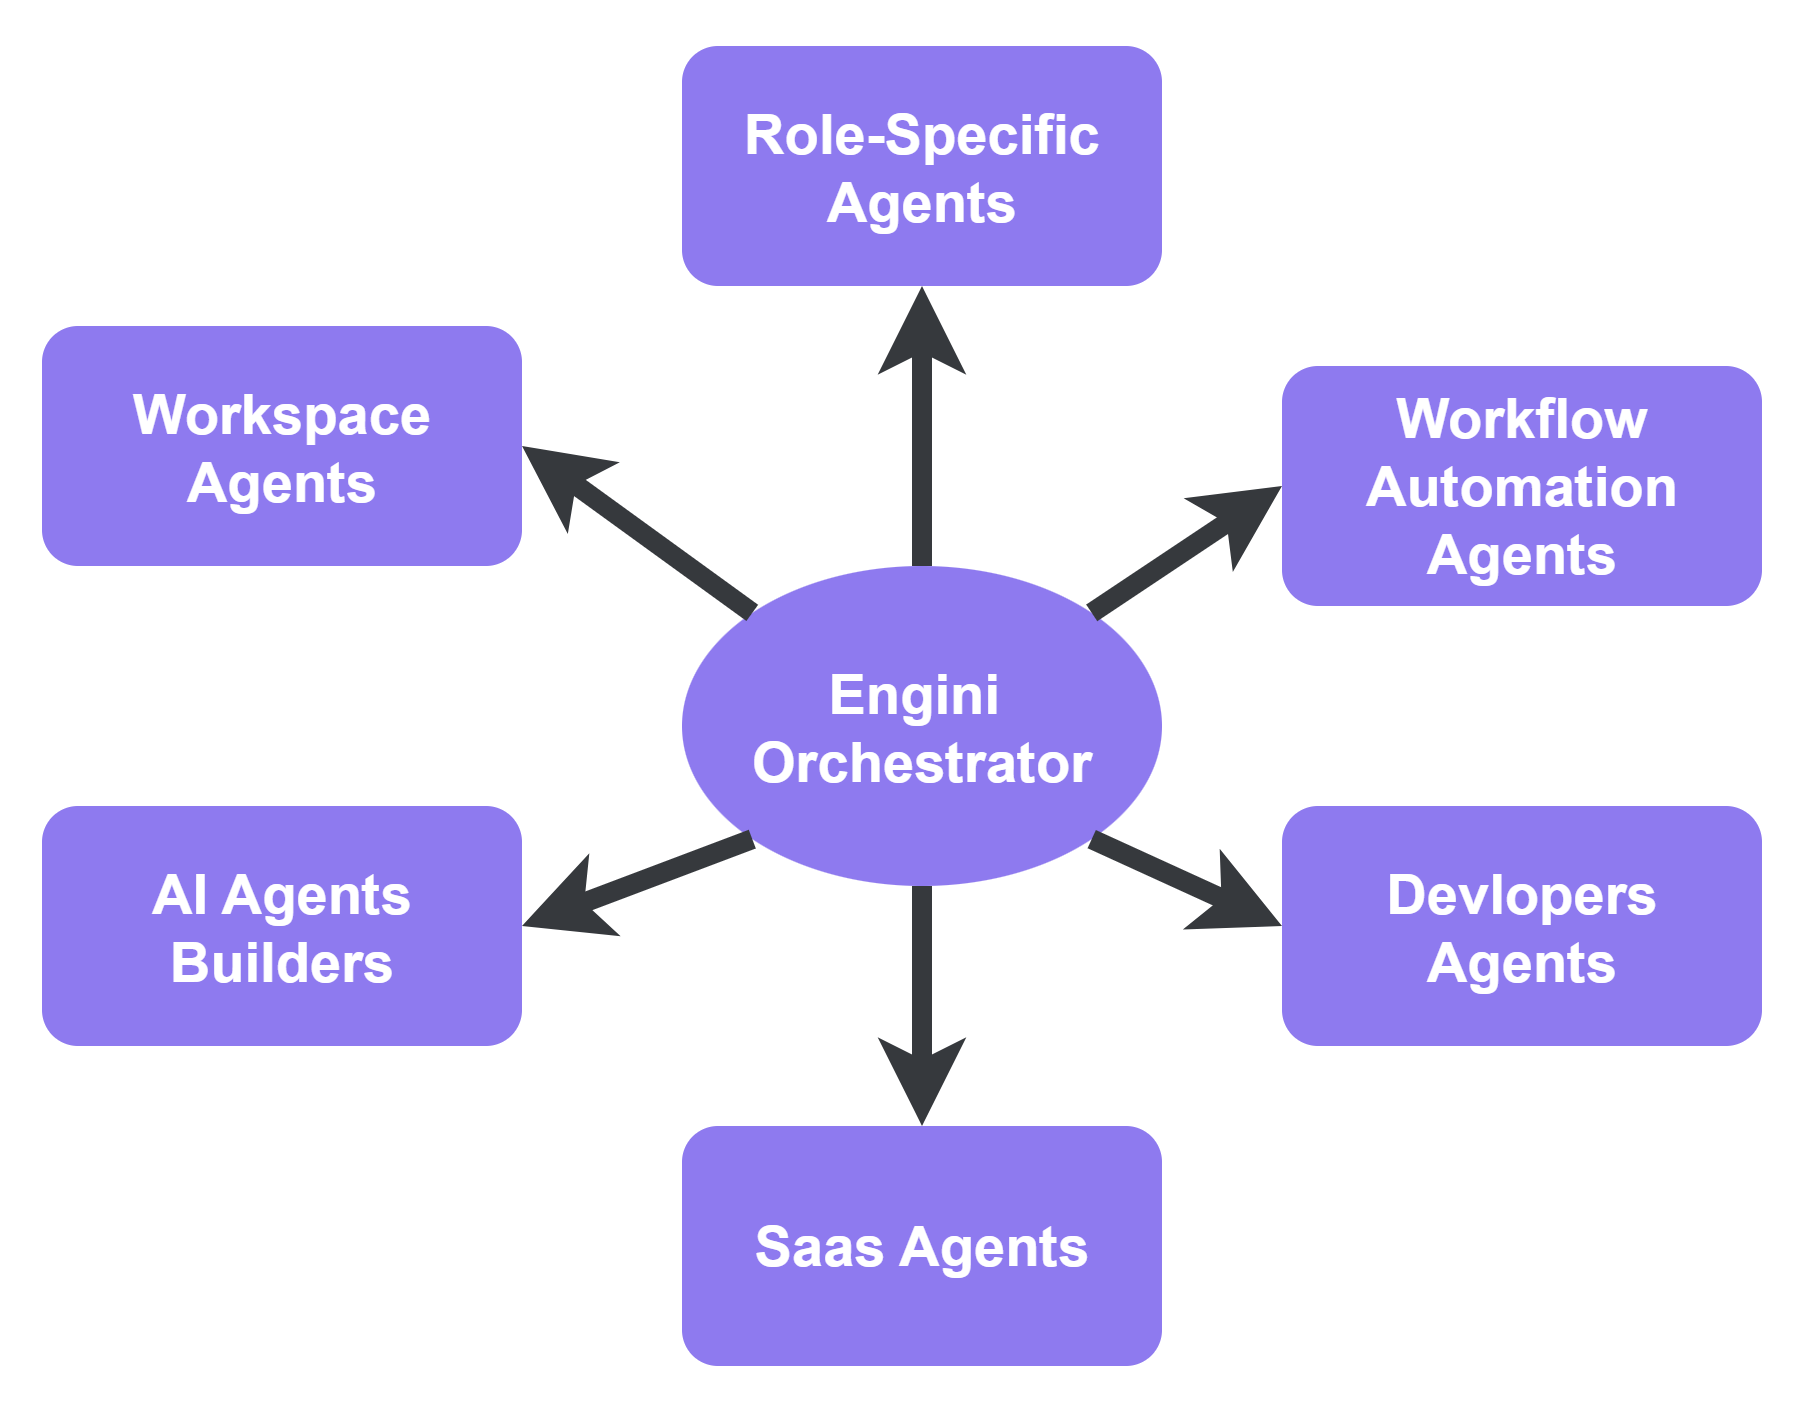 Role-Specific
Agents
Workspace
Agents
Workflow
Automation
Agents
Engini
Orchestrator
AI Agents
Builders
Devlopers
Agents
Saas Agents